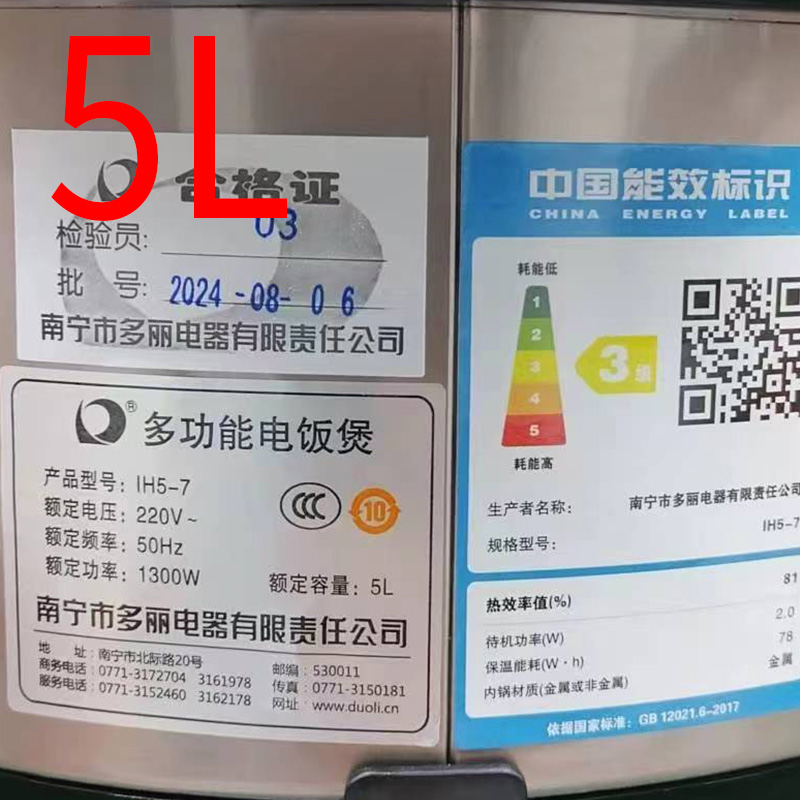 5L
合格证
检验员: 03
批 号: 2024-08-06
南宁市多丽电器有限责任公司
® 多功能电饭煲
产品型号: IH5-7
额定电压: 220V~
额定频率: 50Hz
额定功率: 1300W
额定容量: 5L
CCC
10
南宁市多丽电器有限责任公司
地 址: 南宁市北际路20号
邮编: 530011
商务电话: 0771-3172704 3161978
传真: 0771-3150181
服务电话: 0771-3152460 3162178
网址: www.duoli.cn
中国能效标识
CHINA ENERGY LABEL
耗能低
1
2
3
4
5
耗能高
3级
生产者名称: 南宁市多丽电器有限责任公司
规格型号: IH5-7
热效率值(%) 81
待机功率(W) 2.0
保温能耗(W·h) 78
内锅材质(金属或非金属) 金属
依据国家标准: GB 12021.6-2017